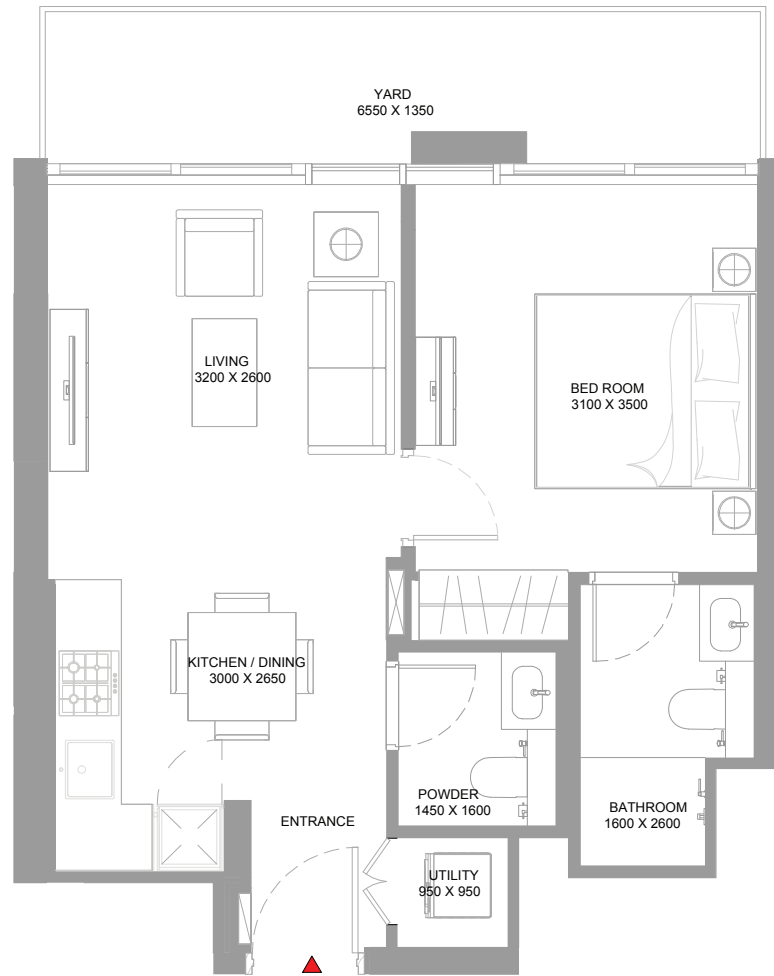 YARD
6550 X 1350
LIVING
3200 X 2600
BED ROOM
3100 X 3500
KITCHEN / DINING
3000 X 2650
POWDER
1450 X 1600
BATHROOM
1600 X 2600
ENTRANCE
UTILITY
950 X 950